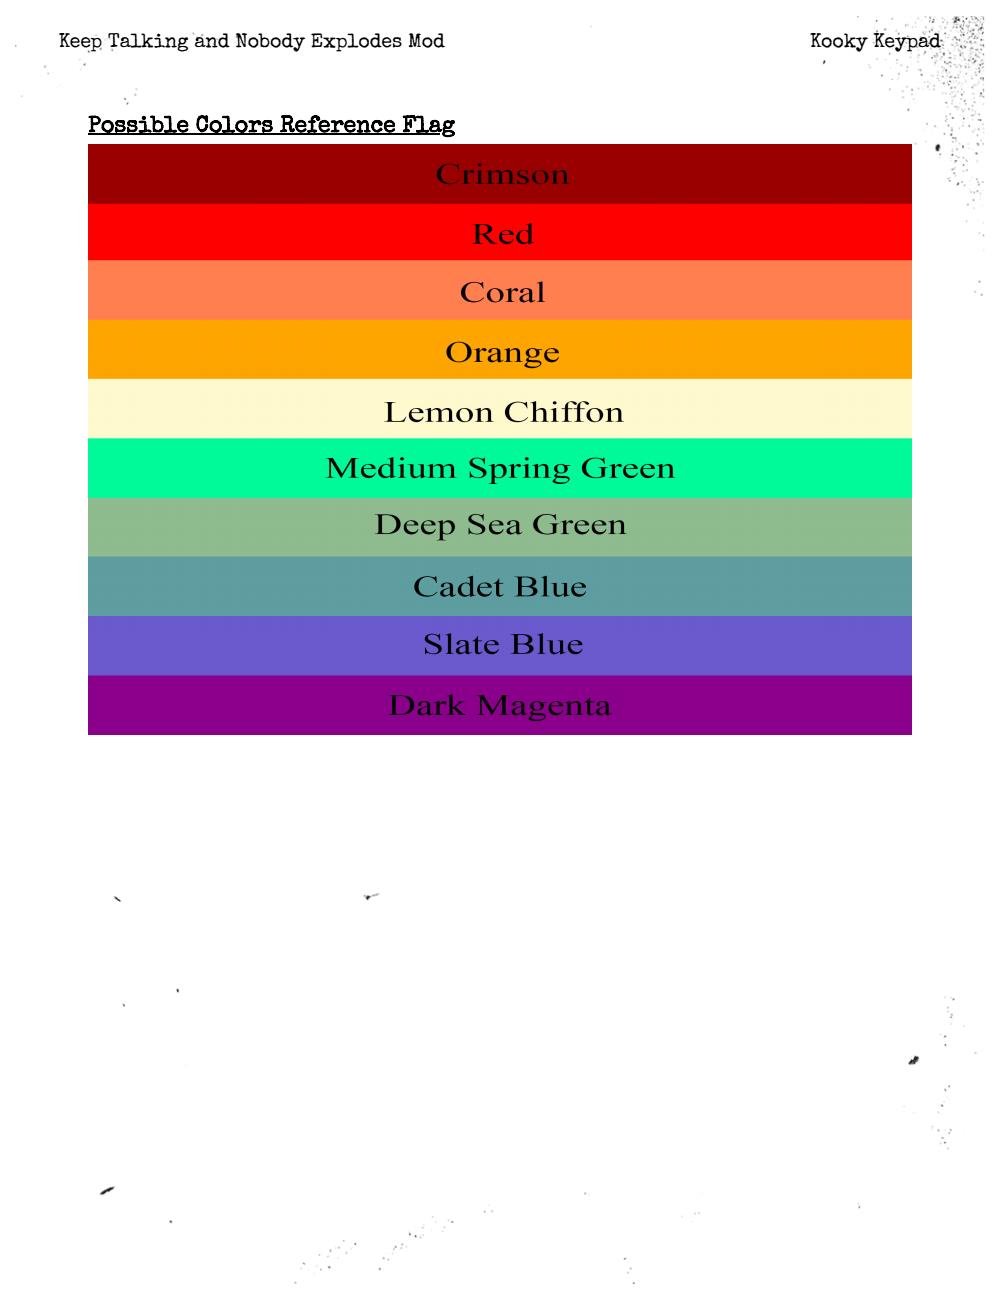 Keep Talking and Nobody Explodes Mod
Kooky Keypad
Possible Colors Reference Flag
Crimson
Red
Coral
Orange
Lemon Chiffon
Medium Spring Green
Deep Sea Green
Cadet Blue
Slate Blue
Dark Magenta